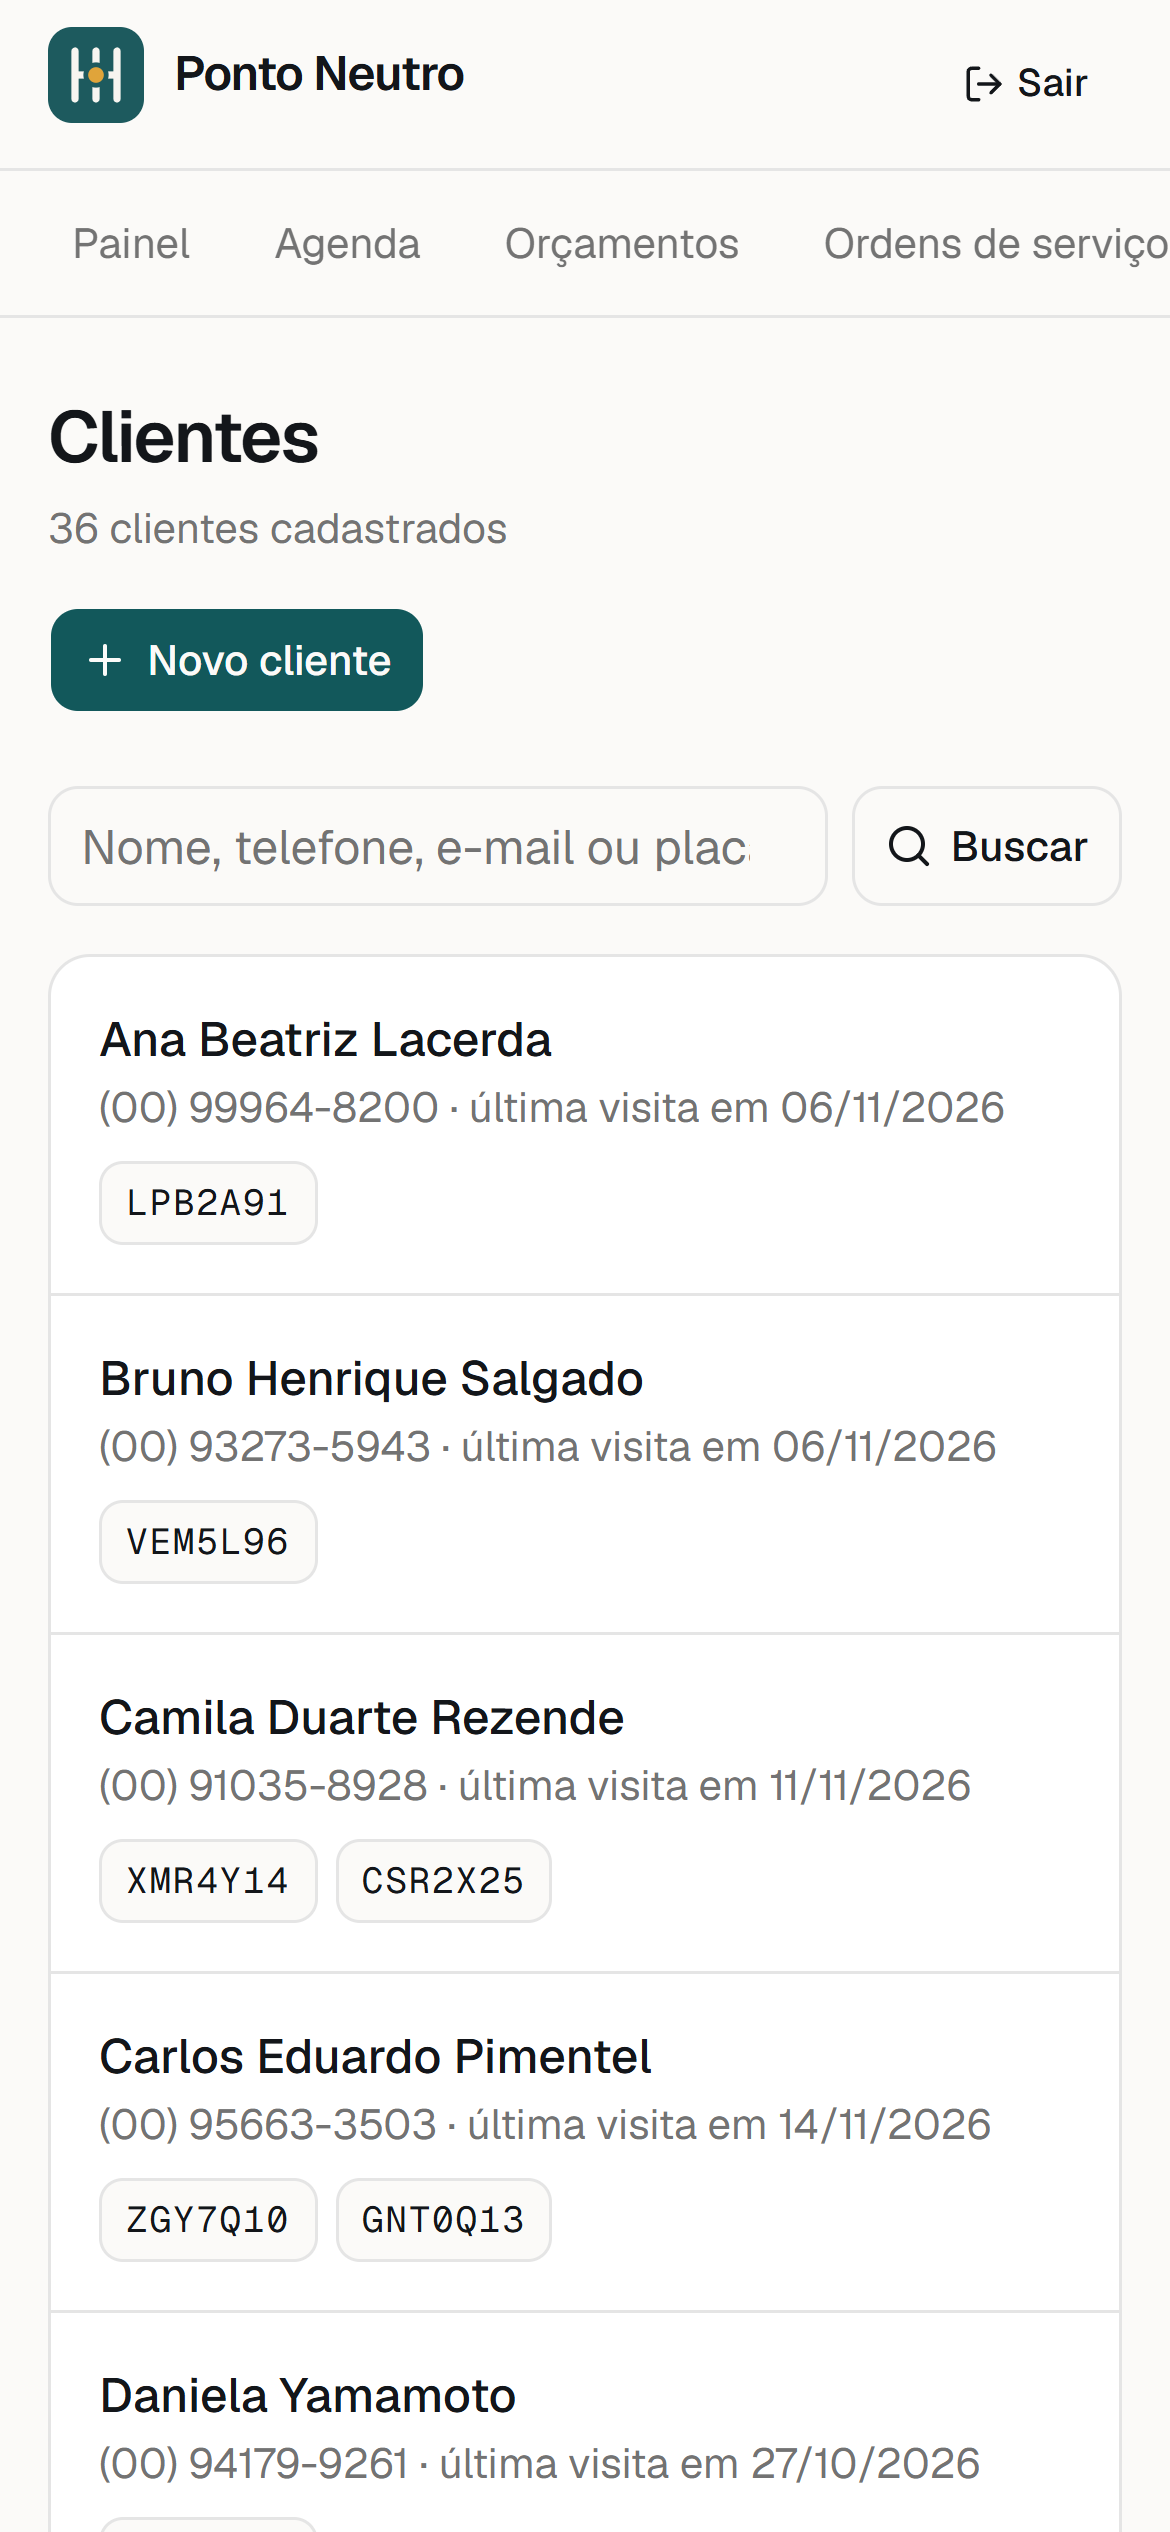 Ponto Neutro
Sair
Painel Agenda Orçamentos Ordens de serviço
Clientes
36 clientes cadastrados
Novo cliente
Nome, telefone, e-mail ou
Buscar
Ana Beatriz Lacerda
(00) 99964-8200 · última visita em 06/11/2026
LPB2A91
Bruno Henrique Salgado
(00) 93273-5943 · última visita em 06/11/2026
VEM5L96
Camila Duarte Rezende
(00) 91035-8928 · última visita em 11/11/2026
XMR4Y14 CSR2X25
Carlos Eduardo Pimentel
(00) 95663-3503 · última visita em 14/11/2026
ZGY7Q10 GNT0Q13
Daniela Yamamoto
(00) 94179-9261 · última visita em 27/10/2026